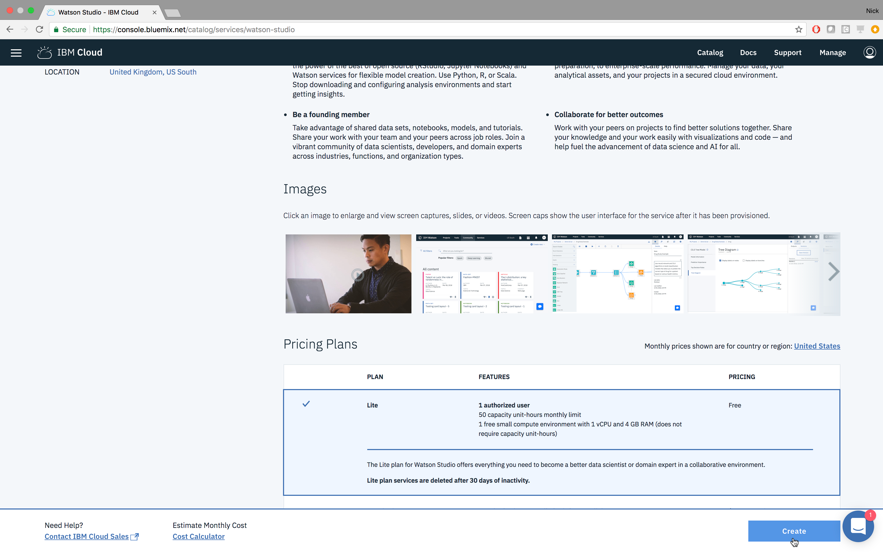 Watson Studio - IBM Cloud
Nick
Secure https://console.bluemix.net/catalog/services/watson-studio
IBM Cloud
Catalog Docs Support Manage
LOCATION United Kingdom, US South
the power of the best of open source (RStudio, Jupyter Notebooks) and
Watson services for flexible model creation. Use Python, R, or Scala.
Stop downloading and configuring analysis environments and start
getting insights.
preparation, to enterprise-scale performance. Manage your data, your
analytical assets, and your projects in a secured cloud environment.
• Be a founding member
Take advantage of shared data sets, notebooks, models, and tutorials.
Share your work with your team and your peers across job roles. Join a
vibrant community of data scientists, developers, and domain experts
across industries, functions, and organization types.
• Collaborate for better outcomes
Work with your peers on projects to find better solutions together. Share
your knowledge and your work easily with visualizations and code — and
help fuel the advancement of data science and AI for all.
Images
Click an image to enlarge and view screen captures, slides, or videos. Screen caps show the user interface for the service after it has been provisioned.
Pricing Plans
Monthly prices shown are for country or region: United States
PLAN FEATURES PRICING
Lite
1 authorized user
50 capacity unit-hours monthly limit
1 free small compute environment with 1 vCPU and 4 GB RAM (does not
require capacity unit-hours)
Free
The Lite plan for Watson Studio offers everything you need to become a better data scientist or domain expert in a collaborative environment.
Lite plan services are deleted after 30 days of inactivity.
Need Help?
Contact IBM Cloud Sales
Estimate Monthly Cost
Cost Calculator
Create
1